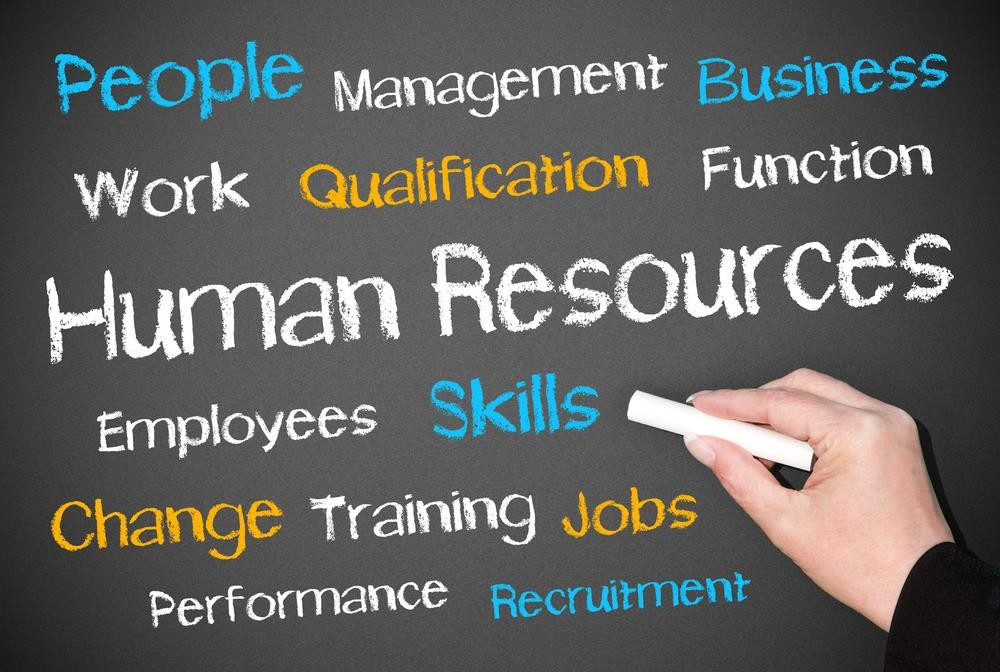 People Management Business
Work Qualification Function
Human Resources
Employees Skills
Change Training Jobs
Performance Recruitment